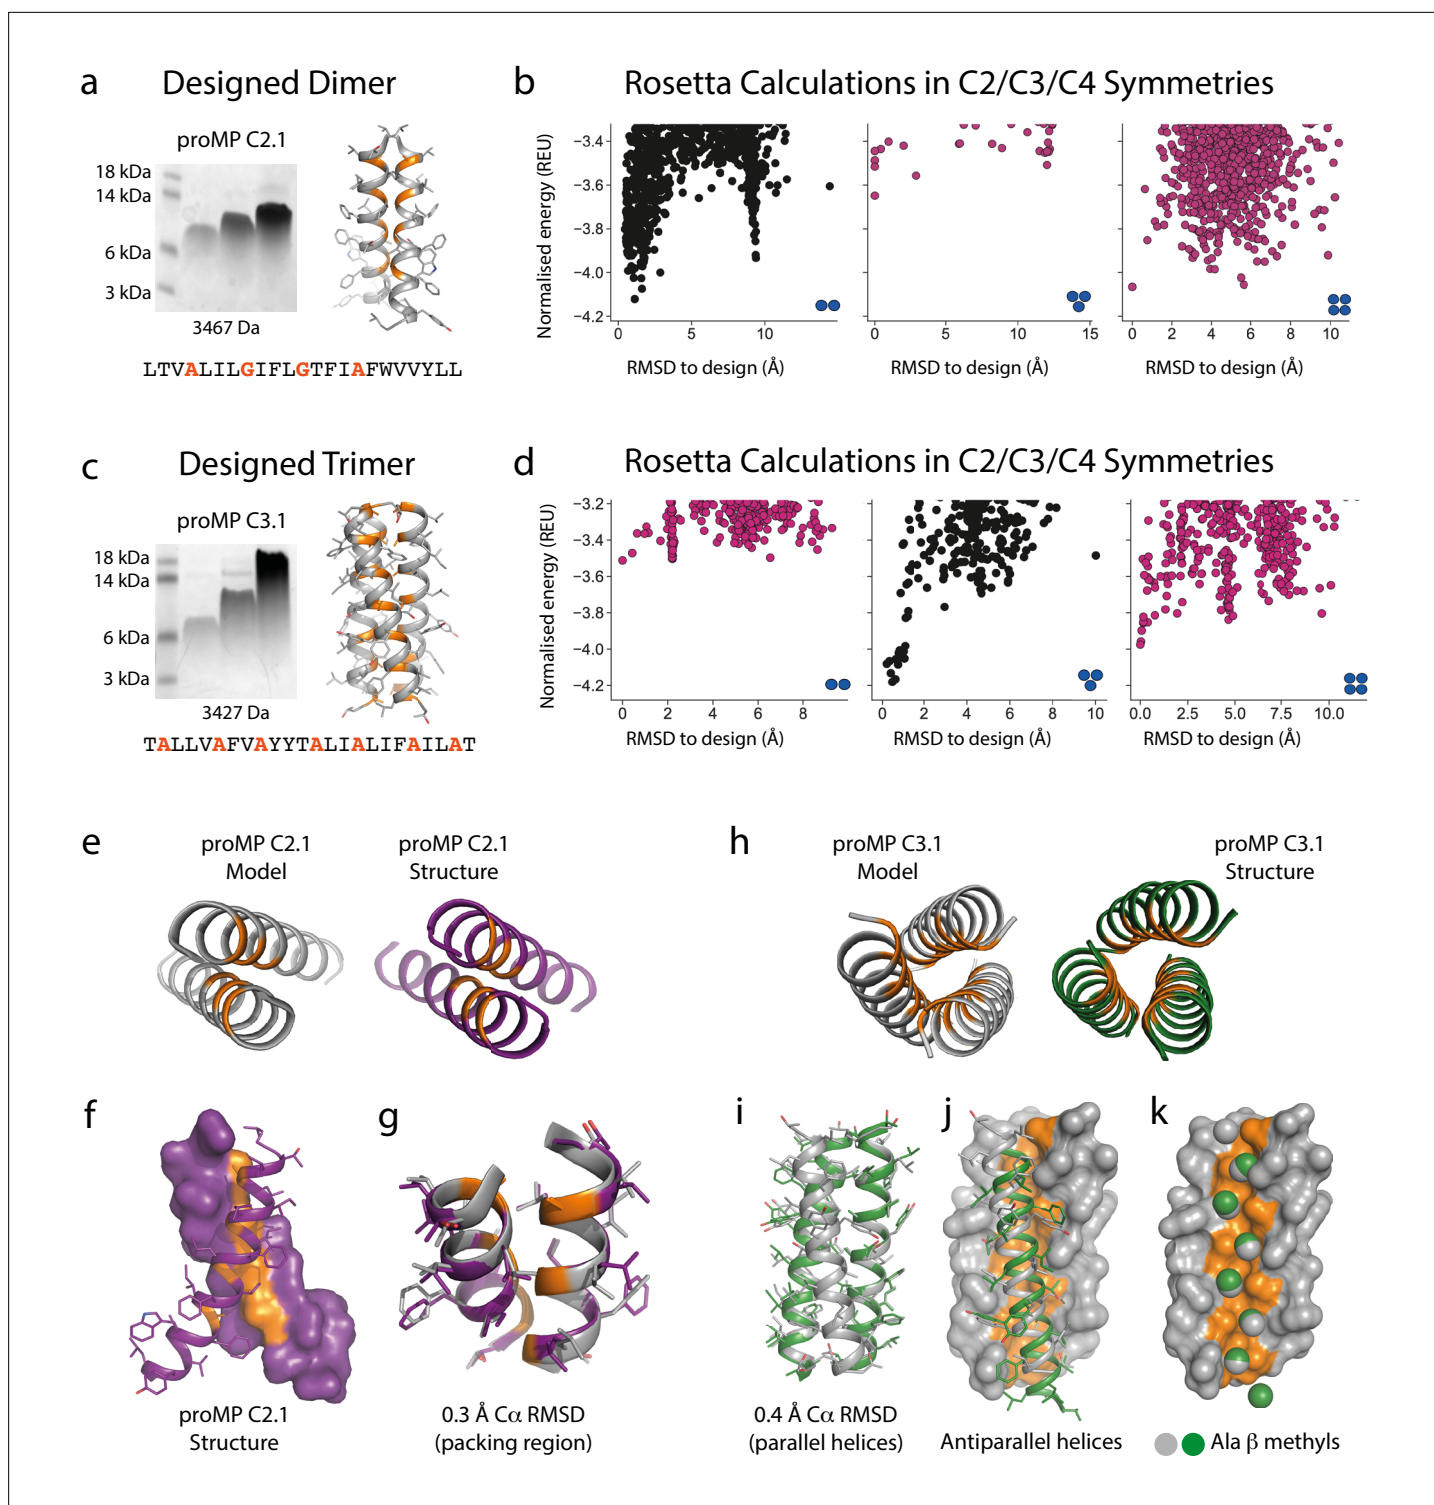 a
Designed Dimer
proMP C2.1
18 kDa
14 kDa
6 kDa
3 kDa
3467 Da
LTVALILGIFLGTFIAFWVVYLL
b
Rosetta Calculations in C2/C3/C4 Symmetries
Normalised energy (REU)
−3.4
−3.6
−3.8
−4.0
−4.2
0 5 10
0 5 10 15
0 2 4 6 8 10
RMSD to design (Å)
RMSD to design (Å)
RMSD to design (Å)
c
Designed Trimer
proMP C3.1
18 kDa
14 kDa
6 kDa
3 kDa
3427 Da
TALLVAFVAYYTALIALIFAILAT
d
Rosetta Calculations in C2/C3/C4 Symmetries
Normalised energy (REU)
−3.2
−3.4
−3.6
−3.8
−4.0
−4.2
0 2 4 6 8
0 2 4 6 8 10
0.0 2.5 5.0 7.5 10.0
RMSD to design (Å)
RMSD to design (Å)
RMSD to design (Å)
e
proMP C2.1
Model
proMP C2.1
Structure
h
proMP C3.1
Model
proMP C3.1
Structure
f
proMP C2.1
Structure
g
0.3 Å Cα RMSD
(packing region)
i
0.4 Å Cα RMSD
(parallel helices)
j
Antiparallel helices
k
Ala β methyls